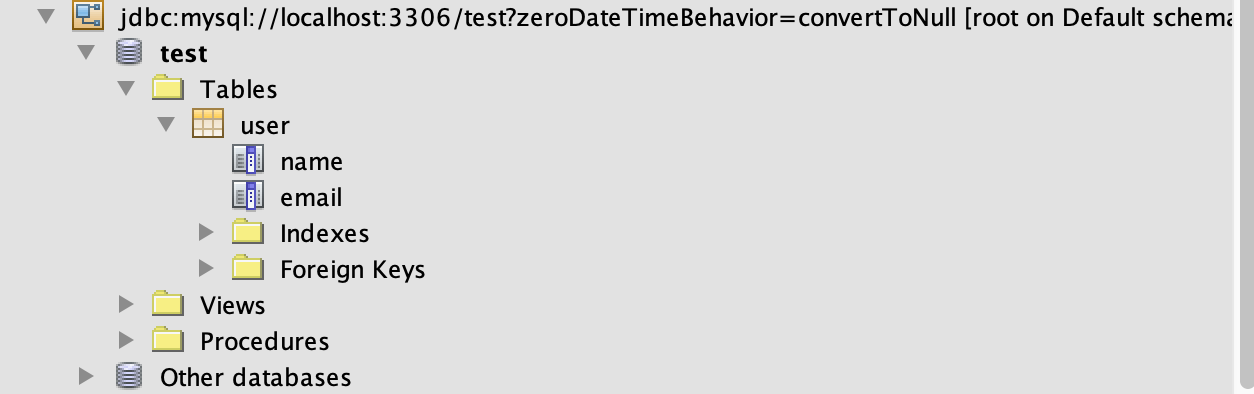 jdbc:mysql://localhost:3306/test?zeroDateTimeBehavior=convertToNull [root on Default schema
test
Tables
user
name
email
Indexes
Foreign Keys
Views
Procedures
Other databases